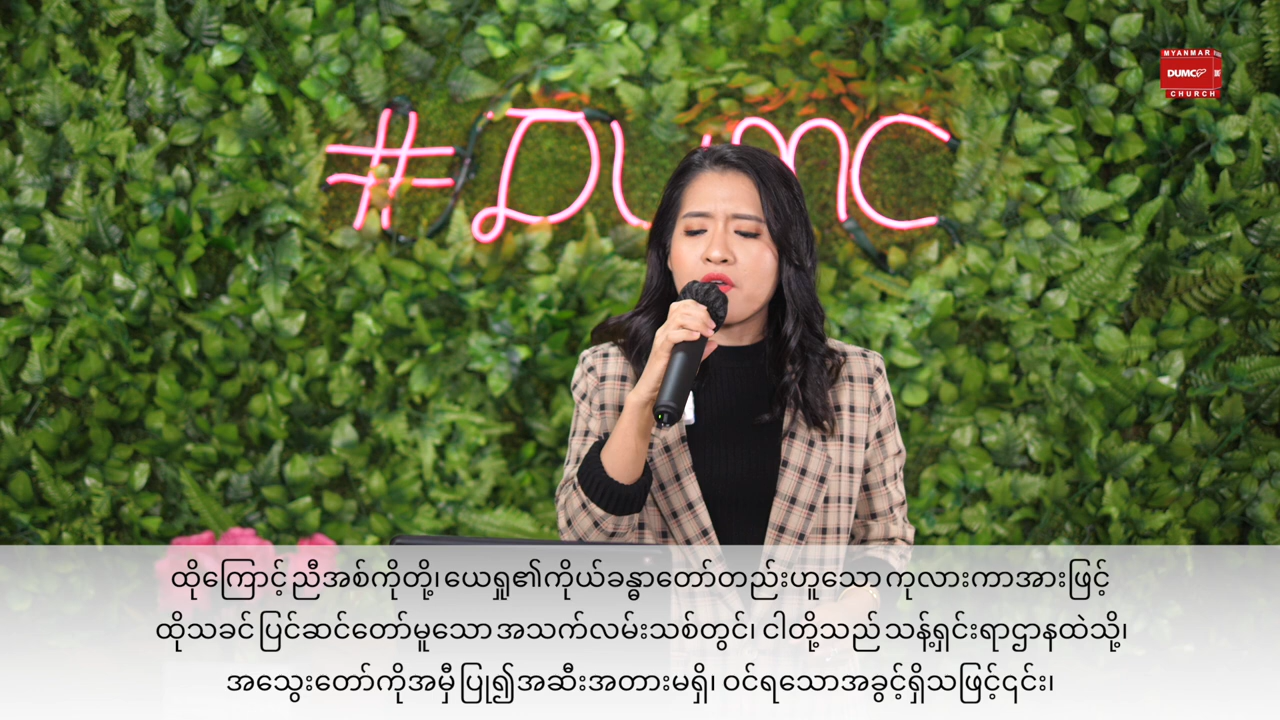 #DUMC
MYANMAR
DUMC
CHURCH
ထို့ကြောင့် ညီအစ်ကိုတို့၊ ယေရှု၏ကိုယ်ခန္ဓာတော်တည်းဟူသော ကုလားကာအားဖြင့်
ထိုသခင် ပြင်ဆင်တော်မူသော အသက်လမ်းသစ်တွင်၊ ငါတို့သည် သန့်ရှင်းရာဌာနထဲသို့၊
အသွေးတော်ကိုအမှီ ပြု၍အဆီးအတားမရှိ၊ ဝင်ရသောအခွင့်ရှိသဖြင့်၎င်း၊